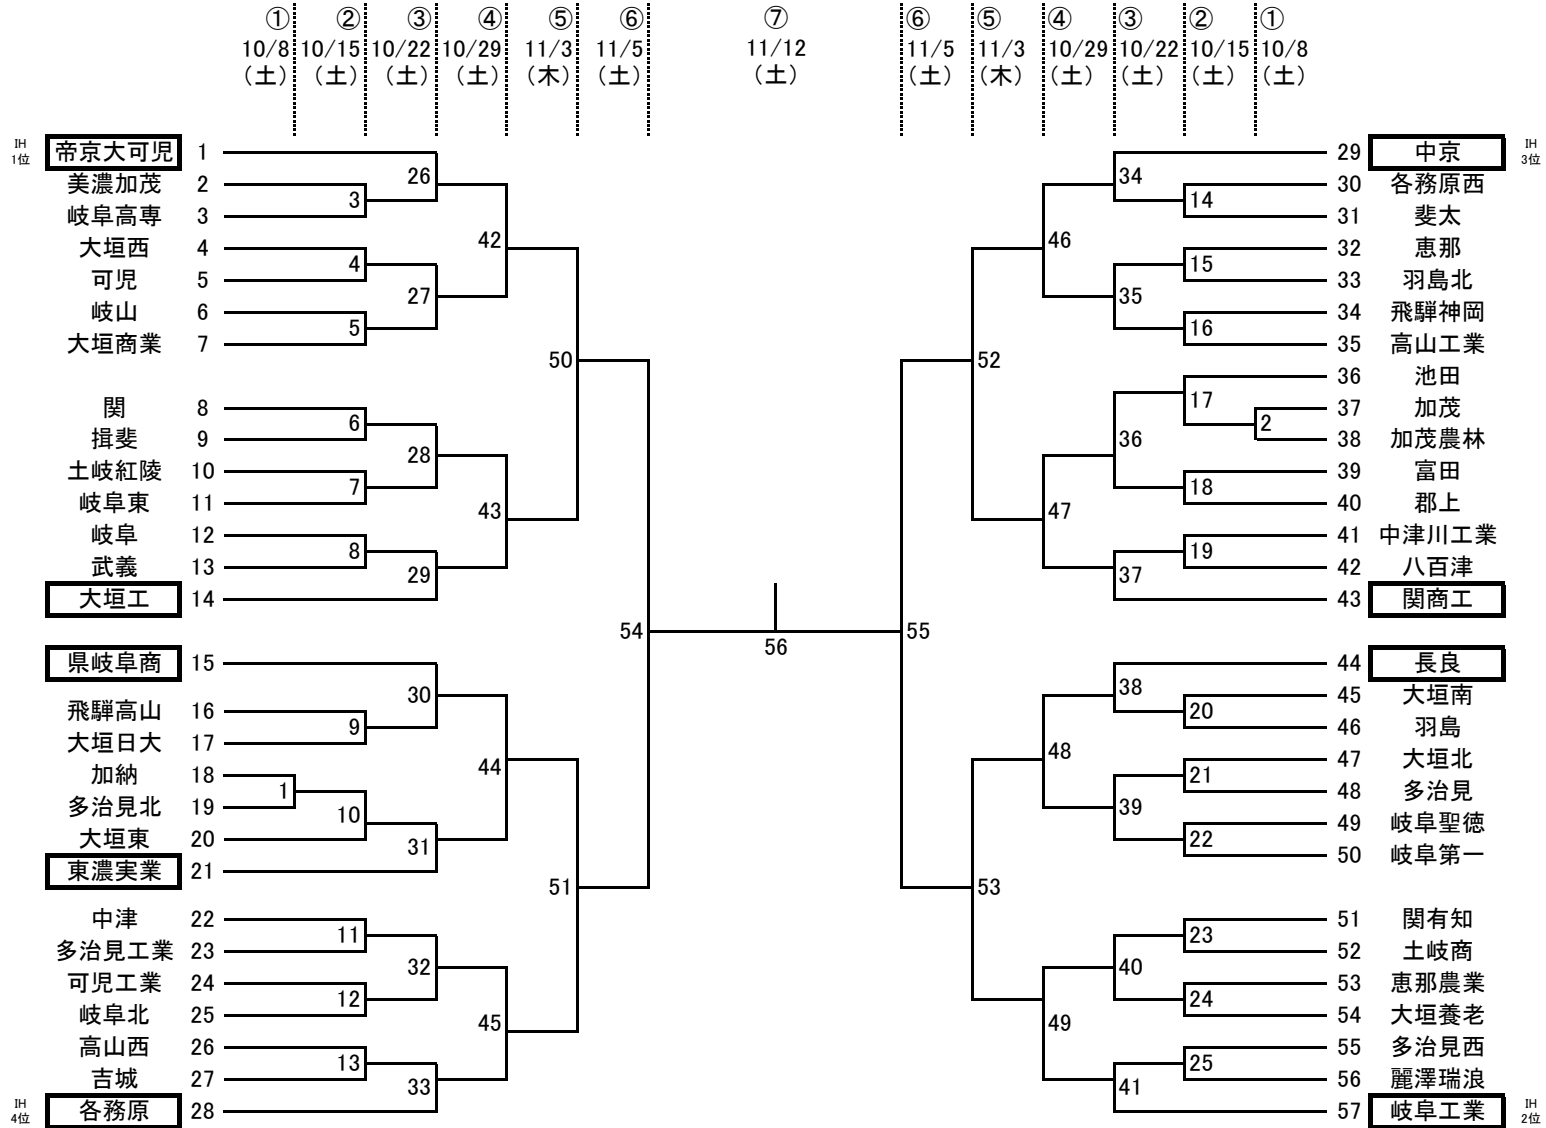 ① ② ③ ④ ⑤ ⑥ ⑦ ⑥ ⑤ ④ ③ ② ①
10/8 10/15 10/22 10/29 11/3 11/5 11/12 11/5 11/3 10/29 10/22 10/15 10/8
（土） （土） （土） （土） （木） （土） （土） （土） （木） （土） （土） （土） （土）
IH
1位
帝京大可児 1
美濃加茂 2
岐阜高専 3
大垣西 4
可児 5
岐山 6
大垣商業 7
関 8
揖斐 9
土岐紅陵 10
岐阜東 11
岐阜 12
武義 13
大垣工 14
県岐阜商 15
飛騨高山 16
大垣日大 17
加納 18
多治見北 19
大垣東 20
東濃実業 21
中津 22
多治見工業 23
可児工業 24
岐阜北 25
高山西 26
吉城 27
IH
4位
各務原 28
1
3
4
5
6
7
8
9
10
11
12
13
26
27
28
29
30
31
32
33
42
43
44
45
50
51
54
56
55
52
53
46
47
48
49
34
35
36
37
38
39
40
41
14
15
16
17
18
19
20
21
22
23
24
25
2
29 中京
IH
3位
30 各務原西
31 斐太
32 恵那
33 羽島北
34 飛騨神岡
35 高山工業
36 池田
37 加茂
38 加茂農林
39 富田
40 郡上
41 中津川工業
42 八百津
43 関商工
44 長良
45 大垣南
46 羽島
47 大垣北
48 多治見
49 岐阜聖徳
50 岐阜第一
51 関有知
52 土岐商
53 恵那農業
54 大垣養老
55 多治見西
56 麗澤瑞浪
57 岐阜工業
IH
2位